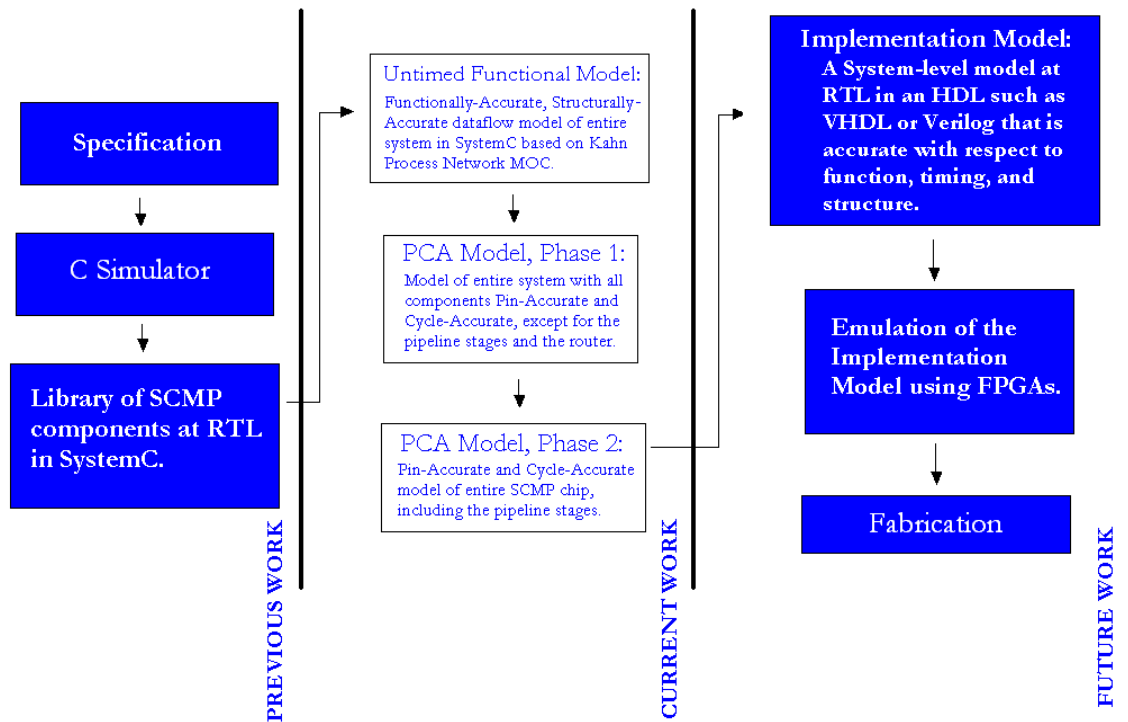 Specification
C Simulator
Library of SCMP
components at RTL
in SystemC.
PREVIOUS WORK
Untimed Functional Model:
Functionally-Accurate, Structurally-
Accurate dataflow model of entire
system in SystemC based on Kahn
Process Network MOC.
PCA Model, Phase 1:
Model of entire system with all
components Pin-Accurate and
Cycle-Accurate, except for the
pipeline stages and the router.
PCA Model, Phase 2:
Pin-Accurate and Cycle-Accurate
model of entire SCMP chip,
including the pipeline stages.
CURRENT WORK
Implementation Model:
A System-level model at
RTL in an HDL such as
VHDL or Verilog that is
accurate with respect to
function, timing, and
structure.
Emulation of the
Implementation
Model using FPGAs.
Fabrication
FUTURE WORK